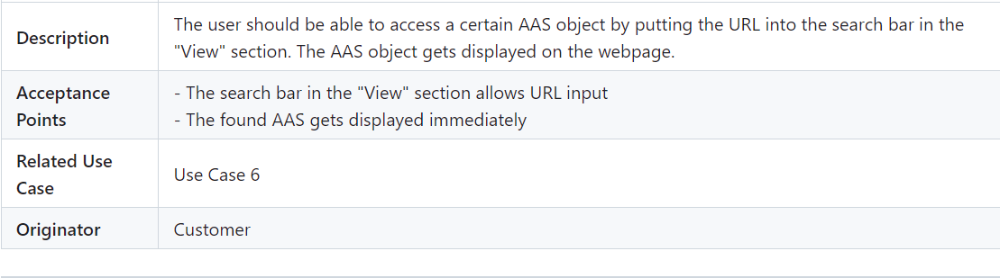 Description
The user should be able to access a certain AAS object by putting the URL into the search bar in the
"View" section. The AAS object gets displayed on the webpage.
Acceptance
Points
- The search bar in the "View" section allows URL input
- The found AAS gets displayed immediately
Related Use
Case
Use Case 6
Originator
Customer